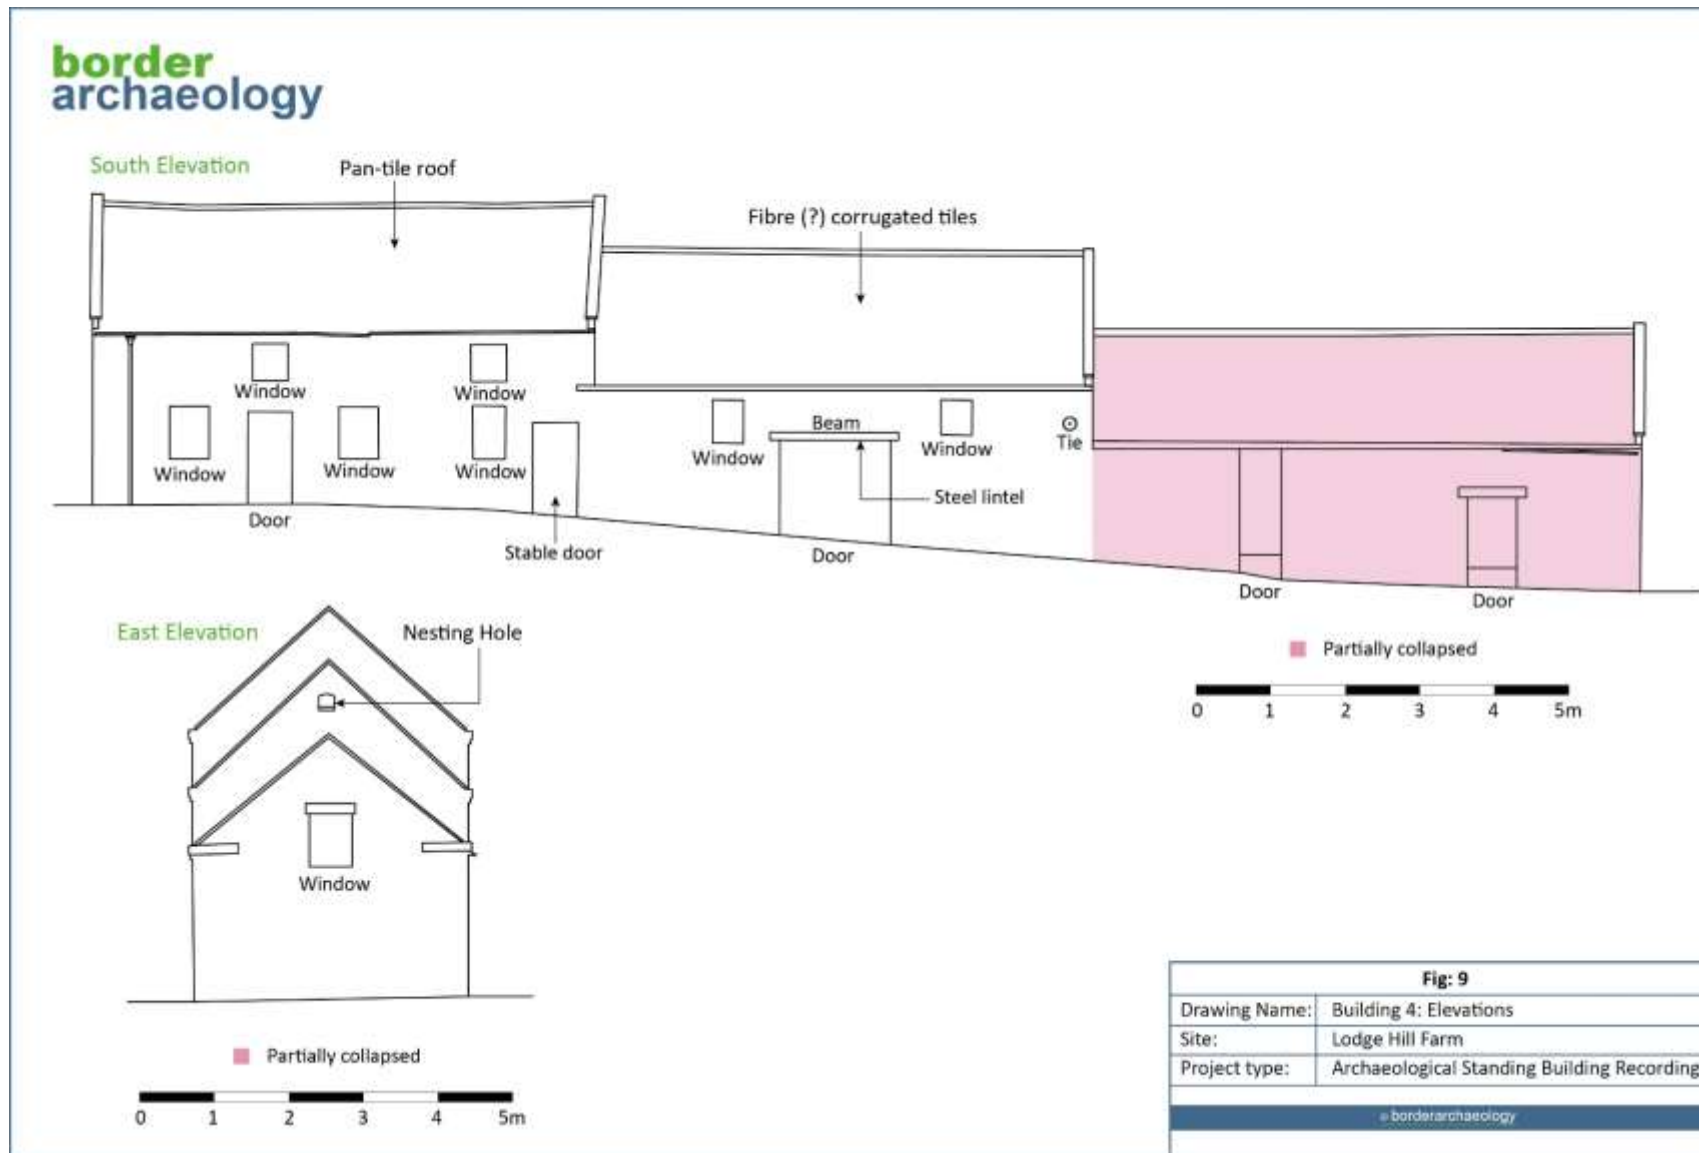 border
archaeology
South Elevation
Pan-tile roof
Fibre (?) corrugated tiles
Window
Window
Window
Window
Window
Door
Stable door
Window
Beam
Window
Tie
Steel lintel
Door
Door
Door
Partially collapsed
0 1 2 3 4 5m
East Elevation
Nesting Hole
Window
Partially collapsed
0 1 2 3 4 5m
Fig: 9
Drawing Name: Building 4: Elevations
Site: Lodge Hill Farm
Project type: Archaeological Standing Building Recording
borderarchaeology